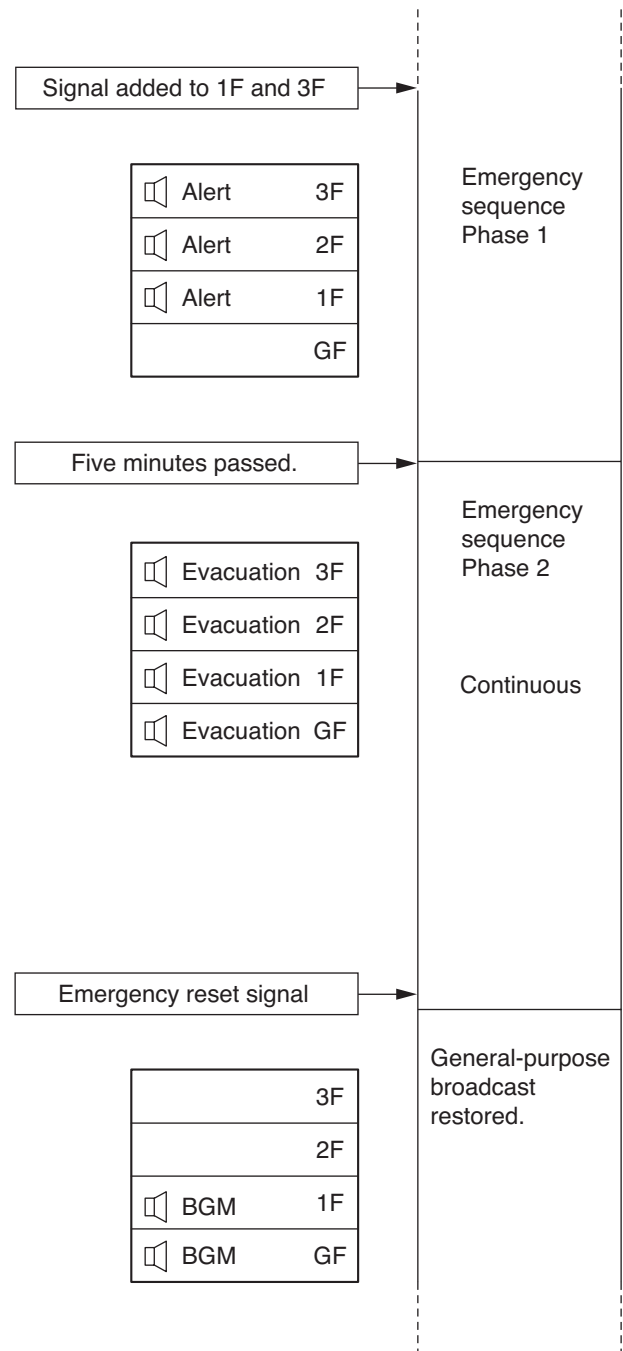 Signal added to 1F and 3F
Emergency
sequence
Phase 1
Alert 3F
Alert 2F
Alert 1F
GF
Five minutes passed.
Emergency
sequence
Phase 2
Evacuation 3F
Evacuation 2F
Evacuation 1F
Evacuation GF
Continuous
Emergency reset signal
General-purpose
broadcast
restored.
3F
2F
BGM 1F
BGM GF